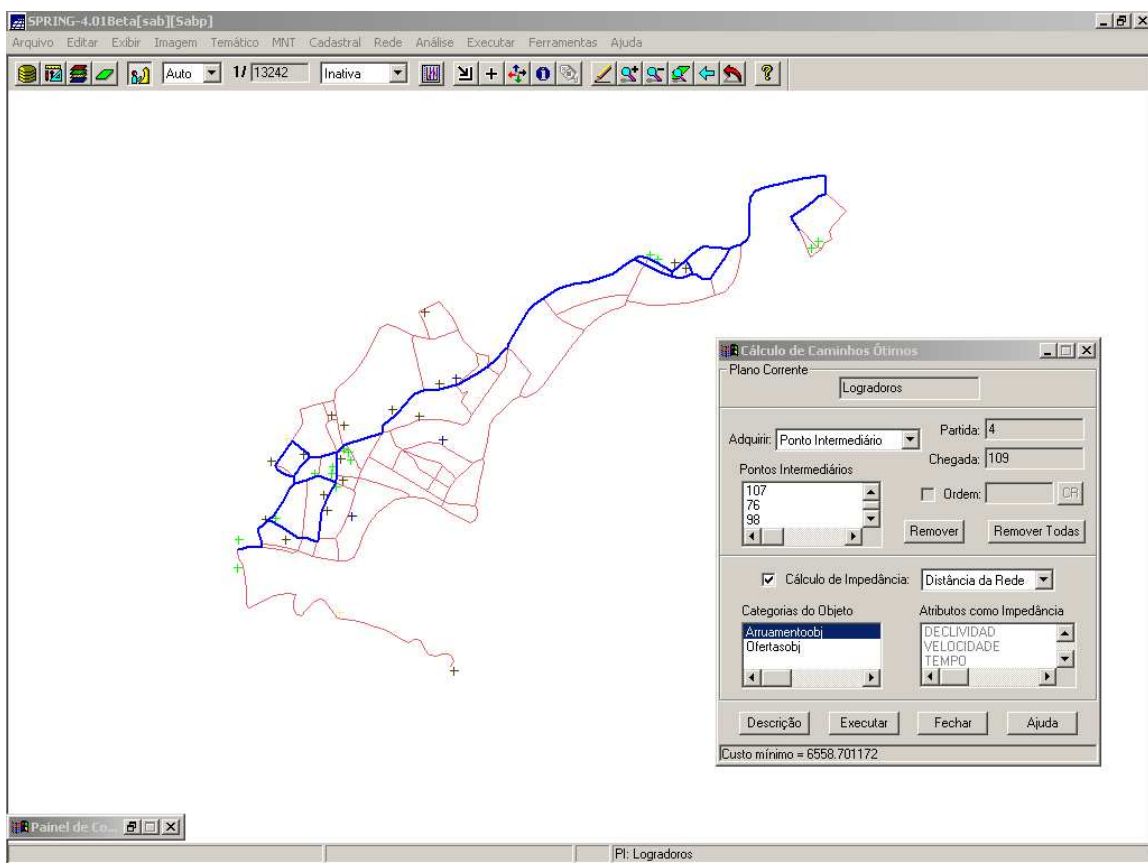 SPRING-4.01Beta[sab][Sabp]
Arquivo Editar Exibir Imagem Temático MNT Cadastral Rede Análise Executar Ferramentas Ajuda
Auto 1/ 13242 Inativa
Cálculo de Caminhos Ótimos
Plano Corrente
Logradoros
Adquirir: Ponto Intermediário Partida: 4
Chegada: 109
Pontos Intermediários
107
76
98
Ordem: CR
Remover Remover Todas
Cálculo de Impedância: Distância da Rede
Categorias do Objeto Atributos como Impedância
Arruamentoobj DECLIVIDAD
Ofertasobj VELOCIDADE
TEMPO
Descrição Executar Fechar Ajuda
Custo mínimo = 6558.701172
Painel de Co...
PI: Logradoros